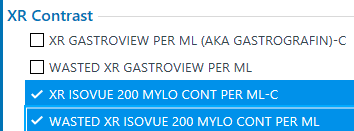 XR Contrast
XR GASTROVIEW PER ML (AKA GASTROGRAFIN)-C
WASTED XR GASTROVIEW PER ML
XR ISOVUE 200 MYLO CONT PER ML-C
WASTED XR ISOVUE 200 MYLO CONT PER ML